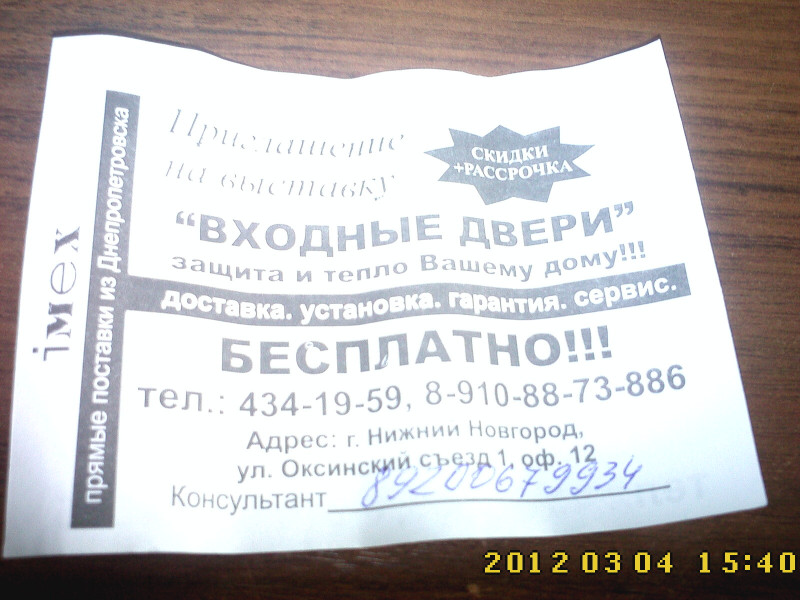 imex
прямые поставки из Днепропетровска
Приглашение
на выставку
СКИДКИ
+РАССРОЧКА
“ВХОДНЫЕ ДВЕРИ”
защита и тепло Вашему дому!!!
доставка. установка. гарантия. сервис.
БЕСПЛАТНО!!!
тел.: 434-19-59, 8-910-88-73-886
Адрес: г. Нижний Новгород,
ул. Оксинский съезд 1, оф. 12
Консультант 89200679934
2012 03 04 15:40